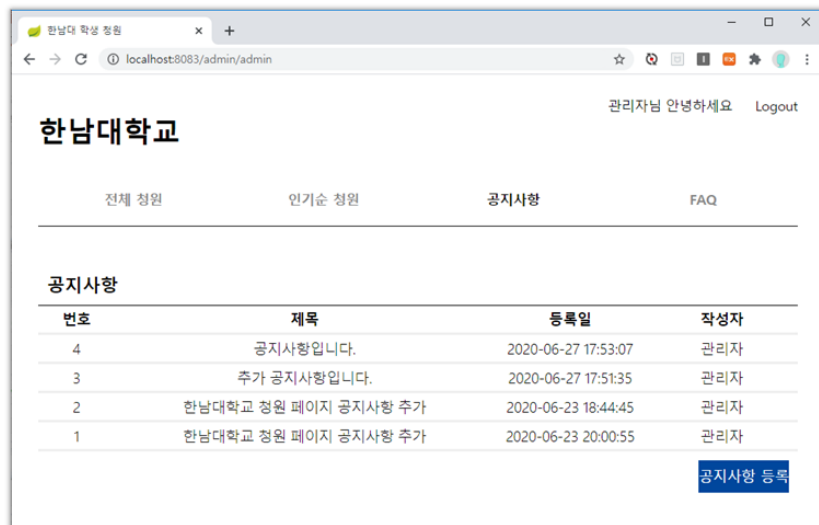 한남대 학생 청원
localhost:8083/admin/admin
관리자님 안녕하세요 Logout
한남대학교
전체 청원 인기순 청원 공지사항 FAQ
공지사항
번호 제목 등록일 작성자
4 공지사항입니다. 2020-06-27 17:53:07 관리자
3 추가 공지사항입니다. 2020-06-27 17:51:35 관리자
2 한남대학교 청원 페이지 공지사항 추가 2020-06-23 18:44:45 관리자
1 한남대학교 청원 페이지 공지사항 추가 2020-06-23 20:00:55 관리자
공지사항 등록